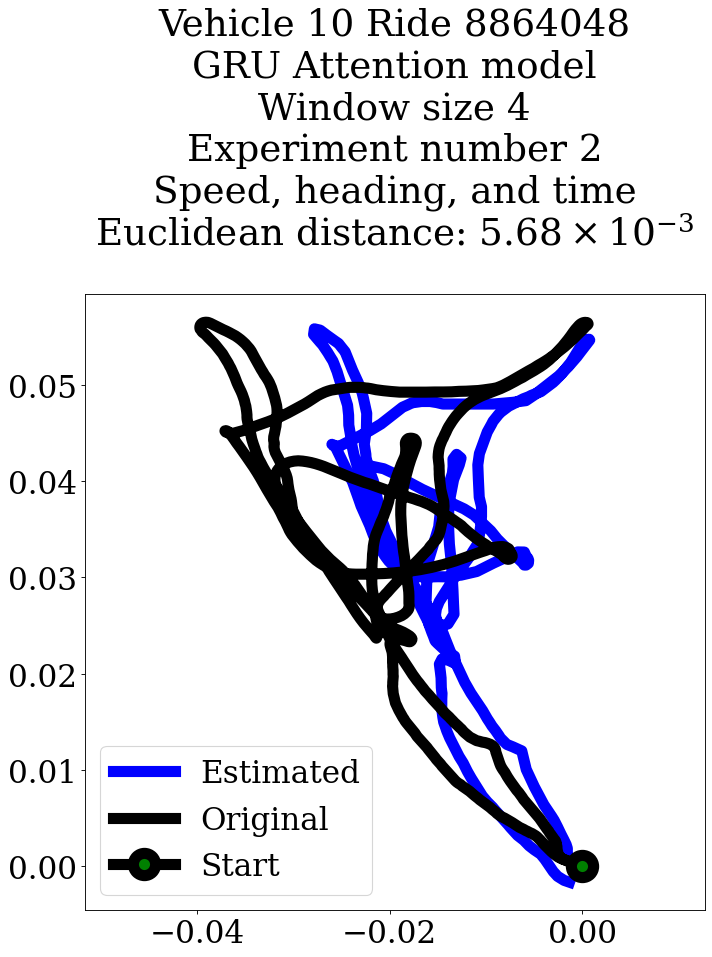 Vehicle 10 Ride 8864048
GRU Attention model
Window size 4
Experiment number 2
Speed, heading, and time
Euclidean distance: 5.68 × 10⁻³
0.05
0.04
0.03
0.02
0.01
0.00
Estimated
Original
Start
−0.04
−0.02
0.00